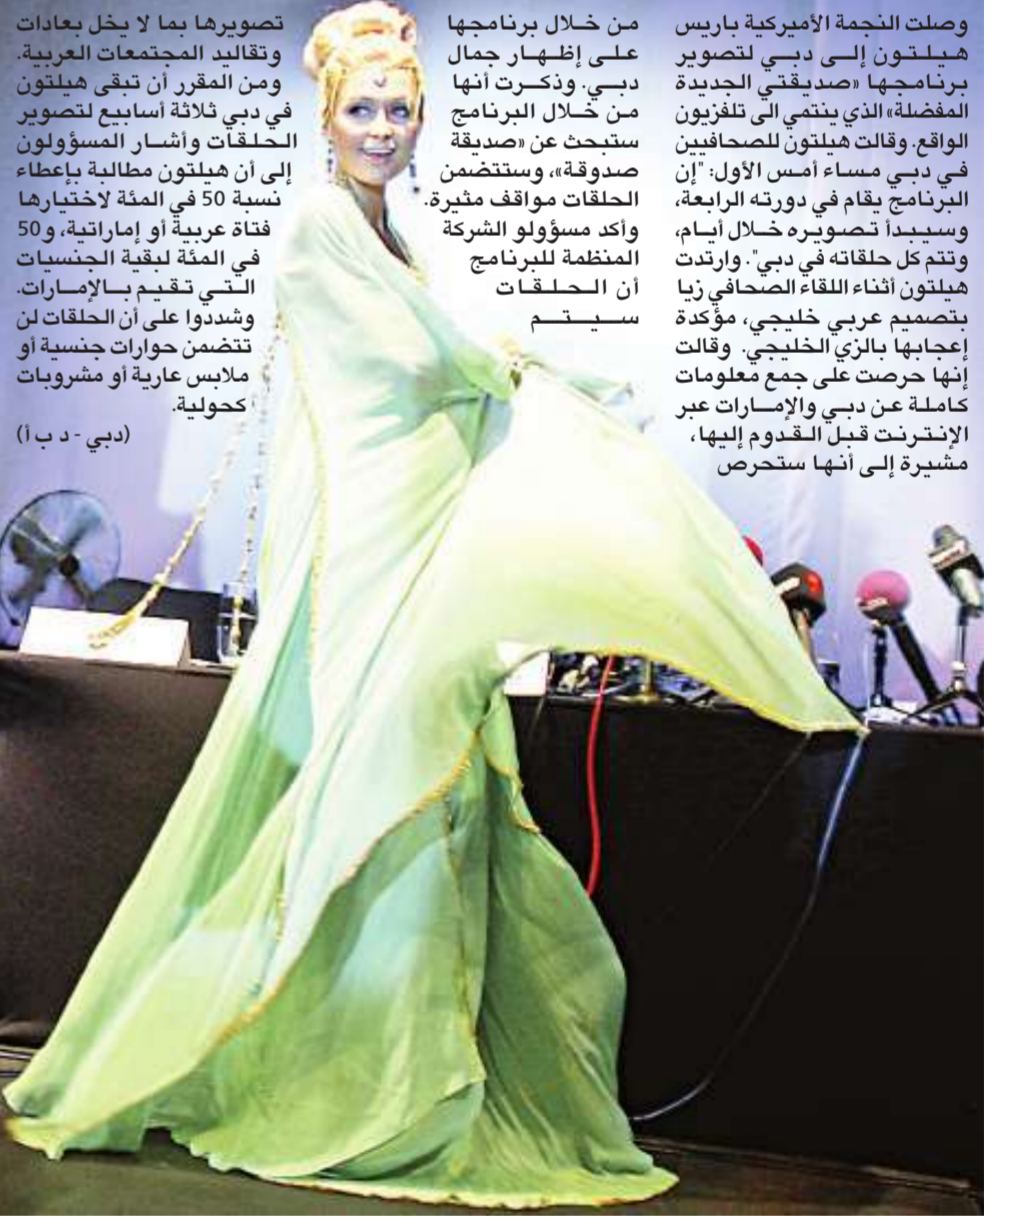 وصلت النجمة الأميركية باريس
هيلتون إلى دبي لتصوير
برنامجها «صديقتي الجديدة
المفضلة» الذي ينتمي الى تلفزيون
الواقع. وقالت هيلتون للصحافيين
في دبي مساء أمس الأول: "إن
البرنامج يقام في دورته الرابعة،
وسيبدأ تصويره خلال أيام،
وتتم كل حلقاته في دبي". وارتدت
هيلتون أثناء اللقاء الصحافي زيا
بتصميم عربي خليجي، مؤكدة
إعجابها بالزي الخليجي. وقالت
إنها حرصت على جمع معلومات
كاملة عن دبي والإمارات عبر
الإنترنت قبل القدوم إليها،
مشيرة إلى أنها ستحرص
من خلال برنامجها
على إظهار جمال
دبي. وذكرت أنها
من خلال البرنامج
ستبحث عن «صديقة
صدوقة»، وستتضمن
الحلقات مواقف مثيرة.
وأكد مسؤولو الشركة
المنظمة للبرنامج
أن الحلقات
سيتم
تصويرها بما لا يخل بعادات
وتقاليد المجتمعات العربية.
ومن المقرر أن تبقى هيلتون
في دبي ثلاثة أسابيع لتصوير
الحلقات وأشار المسؤولون
إلى أن هيلتون مطالبة بإعطاء
نسبة 50 في المئة لاختيارها
فتاة عربية أو إماراتية، و50
في المئة لبقية الجنسيات
التي تقيم بالإمارات.
وشددوا على أن الحلقات لن
تتضمن حوارات جنسية أو
ملابس عارية أو مشروبات
كحولية.
(دبي - د ب أ)